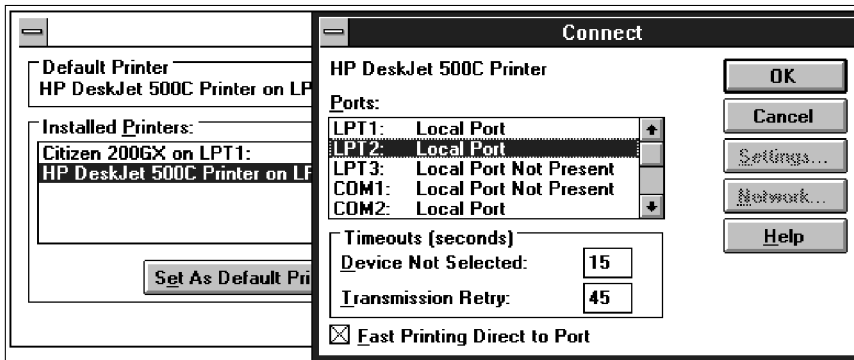 Default Printer
HP DeskJet 500C Printer on LP
Installed Printers:
Citizen 200GX on LPT1:
HP DeskJet 500C Printer on LP
Set As Default Pri
Connect
HP DeskJet 500C Printer
Ports:
LPT1: Local Port
LPT2: Local Port
LPT3: Local Port Not Present
COM1: Local Port Not Present
COM2: Local Port
Timeouts (seconds)
Device Not Selected: 15
Transmission Retry: 45
Fast Printing Direct to Port
OK
Cancel
Settings...
Network...
Help